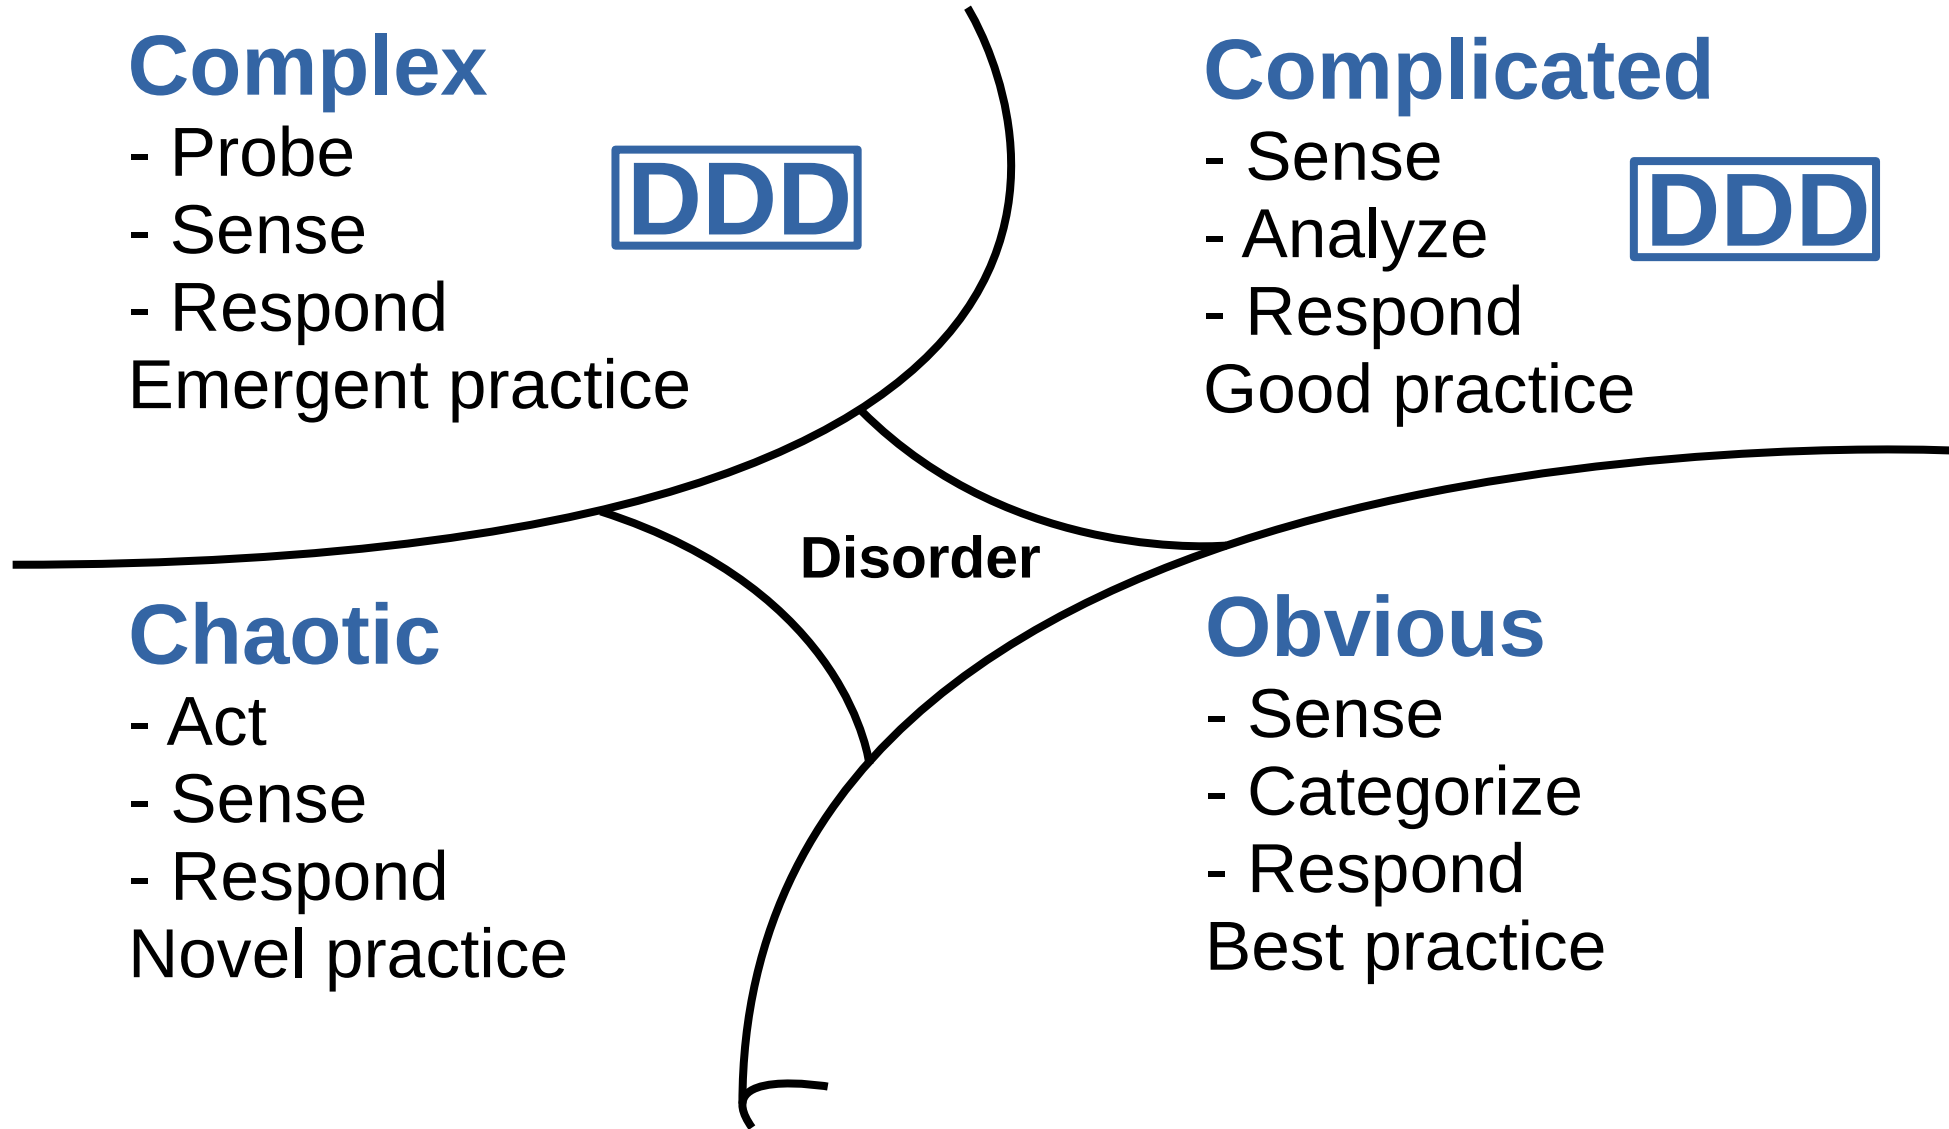 Complex
- Probe
- Sense
- Respond
Emergent practice
DDD
Complicated
- Sense
- Analyze
- Respond
Good practice
DDD
Disorder
Chaotic
- Act
- Sense
- Respond
Novel practice
Obvious
- Sense
- Categorize
- Respond
Best practice